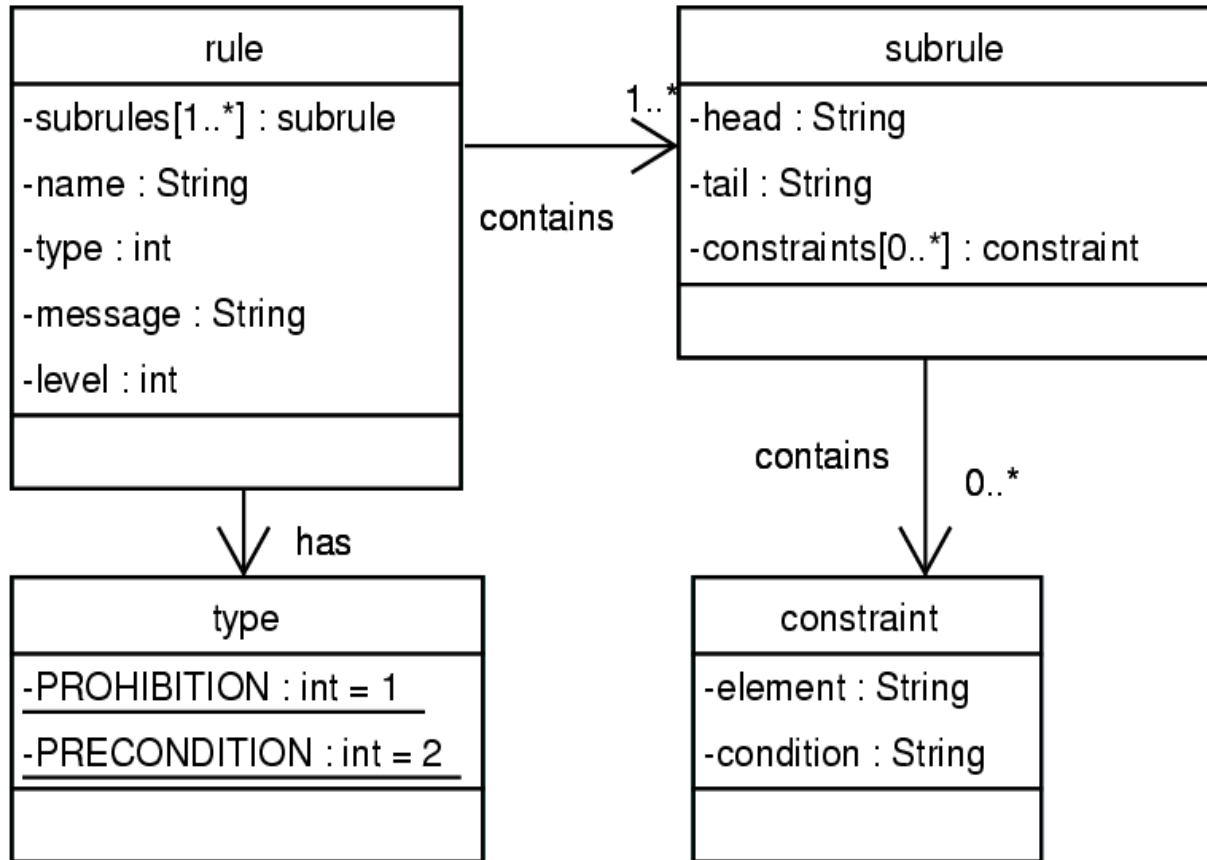 rule
-subrules[1..*] : subrule
-name : String
-type : int
-message : String
-level : int
1..*
contains
subrule
-head : String
-tail : String
-constraints[0..*] : constraint
has
contains
0..*
type
-PROHIBITION : int = 1
-PRECONDITION : int = 2
constraint
-element : String
-condition : String